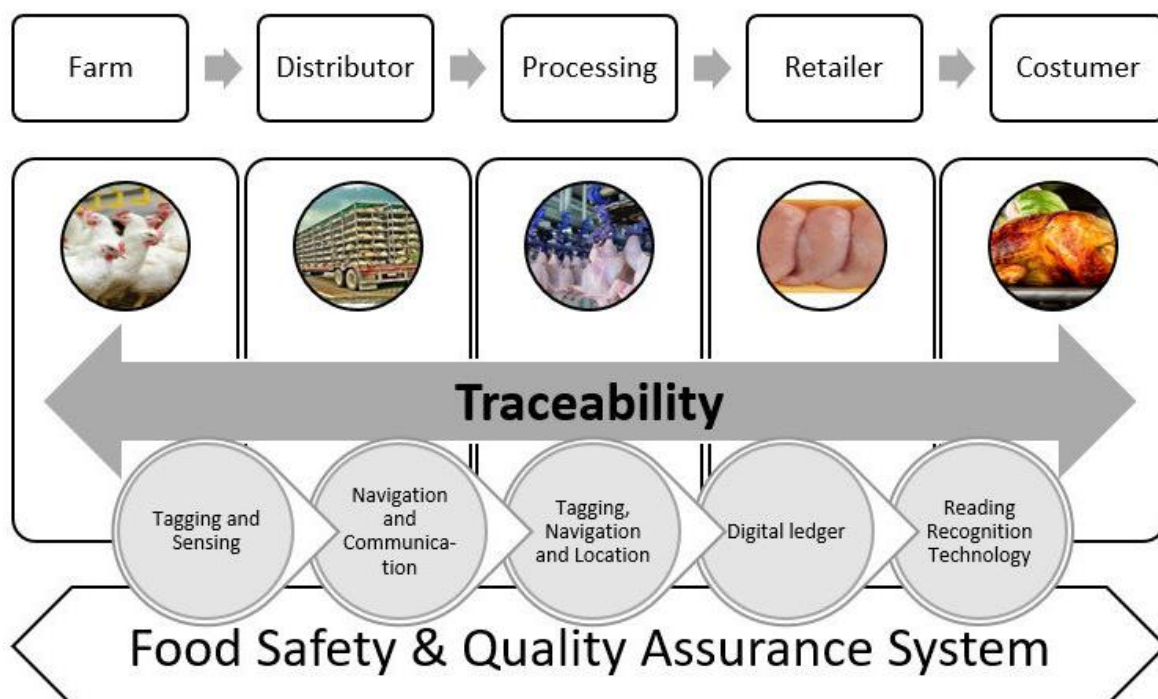 Farm
Distributor
Processing
Retailer
Costumer
Traceability
Tagging and
Sensing
Navigation
and
Communica-
tion
Tagging,
Navigation
and Location
Digital ledger
Reading
Recognition
Technology
Food Safety & Quality Assurance System